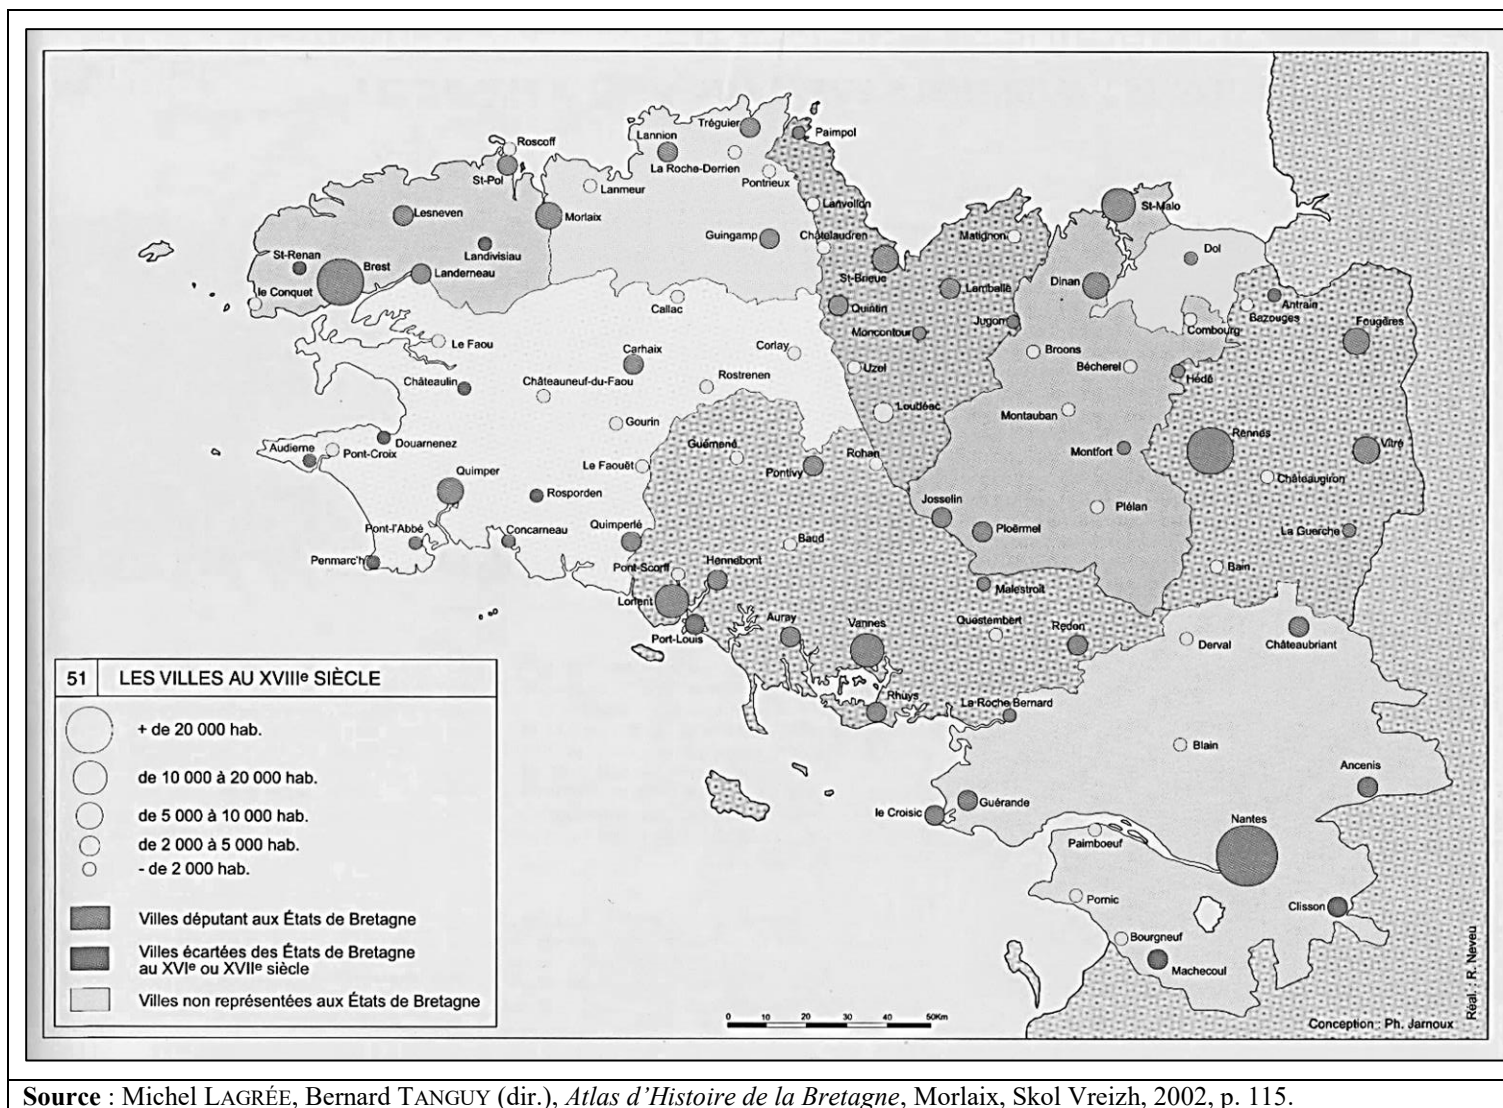 Roscoff
St-Pol
Lannion
Tréguier
Paimpol
La Roche-Derrien
Pontrieux
Lanmeur
Lanvollon
Lesneven
Morlaix
Guingamp
Châtelaudren
Matignon
St-Malo
Dol
St-Renan
Landivisiau
Brest
Landerneau
le Conquet
St-Brieuc
Lamballe
Dinan
Antrain
Bazouges
Fougères
Callac
Quintin
Moncontour
Jugon
Combourg
Le Faou
Carhaix
Corlay
Uzel
Broons
Bécherel
Hédé
Châteaulin
Châteauneuf-du-Faou
Rostrenen
Gourin
Loudéac
Montauban
Rennes
Vitré
Audierne
Pont-Croix
Douarnenez
Quimper
Le Faouët
Guémené
Pontivy
Rohan
Montfort
Châteaugiron
Rosporden
Josselin
Ploërmel
Plélan
La Guerche
Pont-l'Abbé
Concarneau
Quimperlé
Baud
Penmarc'h
Pont-Scorff
Hennebont
Malestroit
Bain
Lorient
Port-Louis
Auray
Vannes
Questembert
Redon
Derval
Châteaubriant
Rhuys
La Roche Bernard
Blain
Ancenis
le Croisic
Guérande
Paimboeuf
Nantes
Pornic
Clisson
Bourgneuf
Machecoul
51 LES VILLES AU XVIIIe SIÈCLE
+ de 20 000 hab.
de 10 000 à 20 000 hab.
de 5 000 à 10 000 hab.
de 2 000 à 5 000 hab.
- de 2 000 hab.
Villes députant aux États de Bretagne
Villes écartées des États de Bretagne
au XVIe ou XVIIe siècle
Villes non représentées aux États de Bretagne
0 10 20 30 40 50Km
Conception : Ph. Jarnoux
Réal. : R. Neveu
Source : Michel LAGRÉE, Bernard TANGUY (dir.), Atlas d'Histoire de la Bretagne, Morlaix, Skol Vreizh, 2002, p. 115.